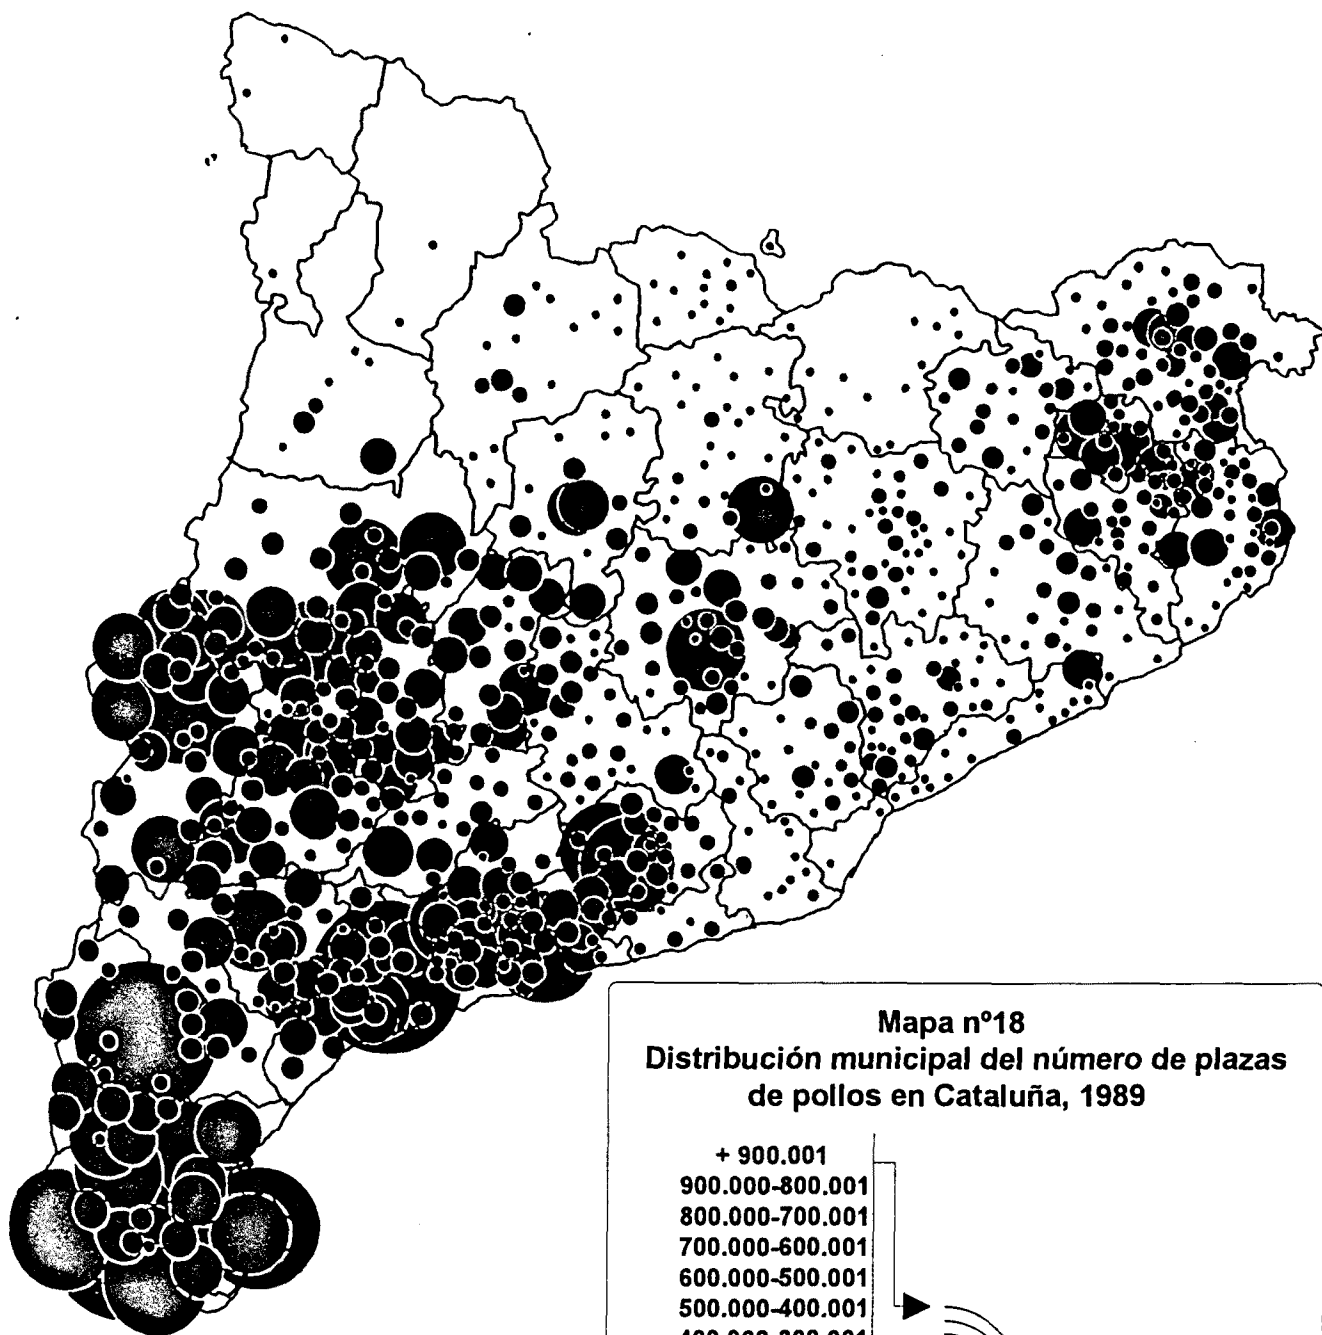 Mapa nº18
Distribución municipal del número de plazas
de pollos en Cataluña, 1989
+ 900.001
900.000-800.001
800.000-700.001
700.000-600.001
600.000-500.001
500.000-400.001